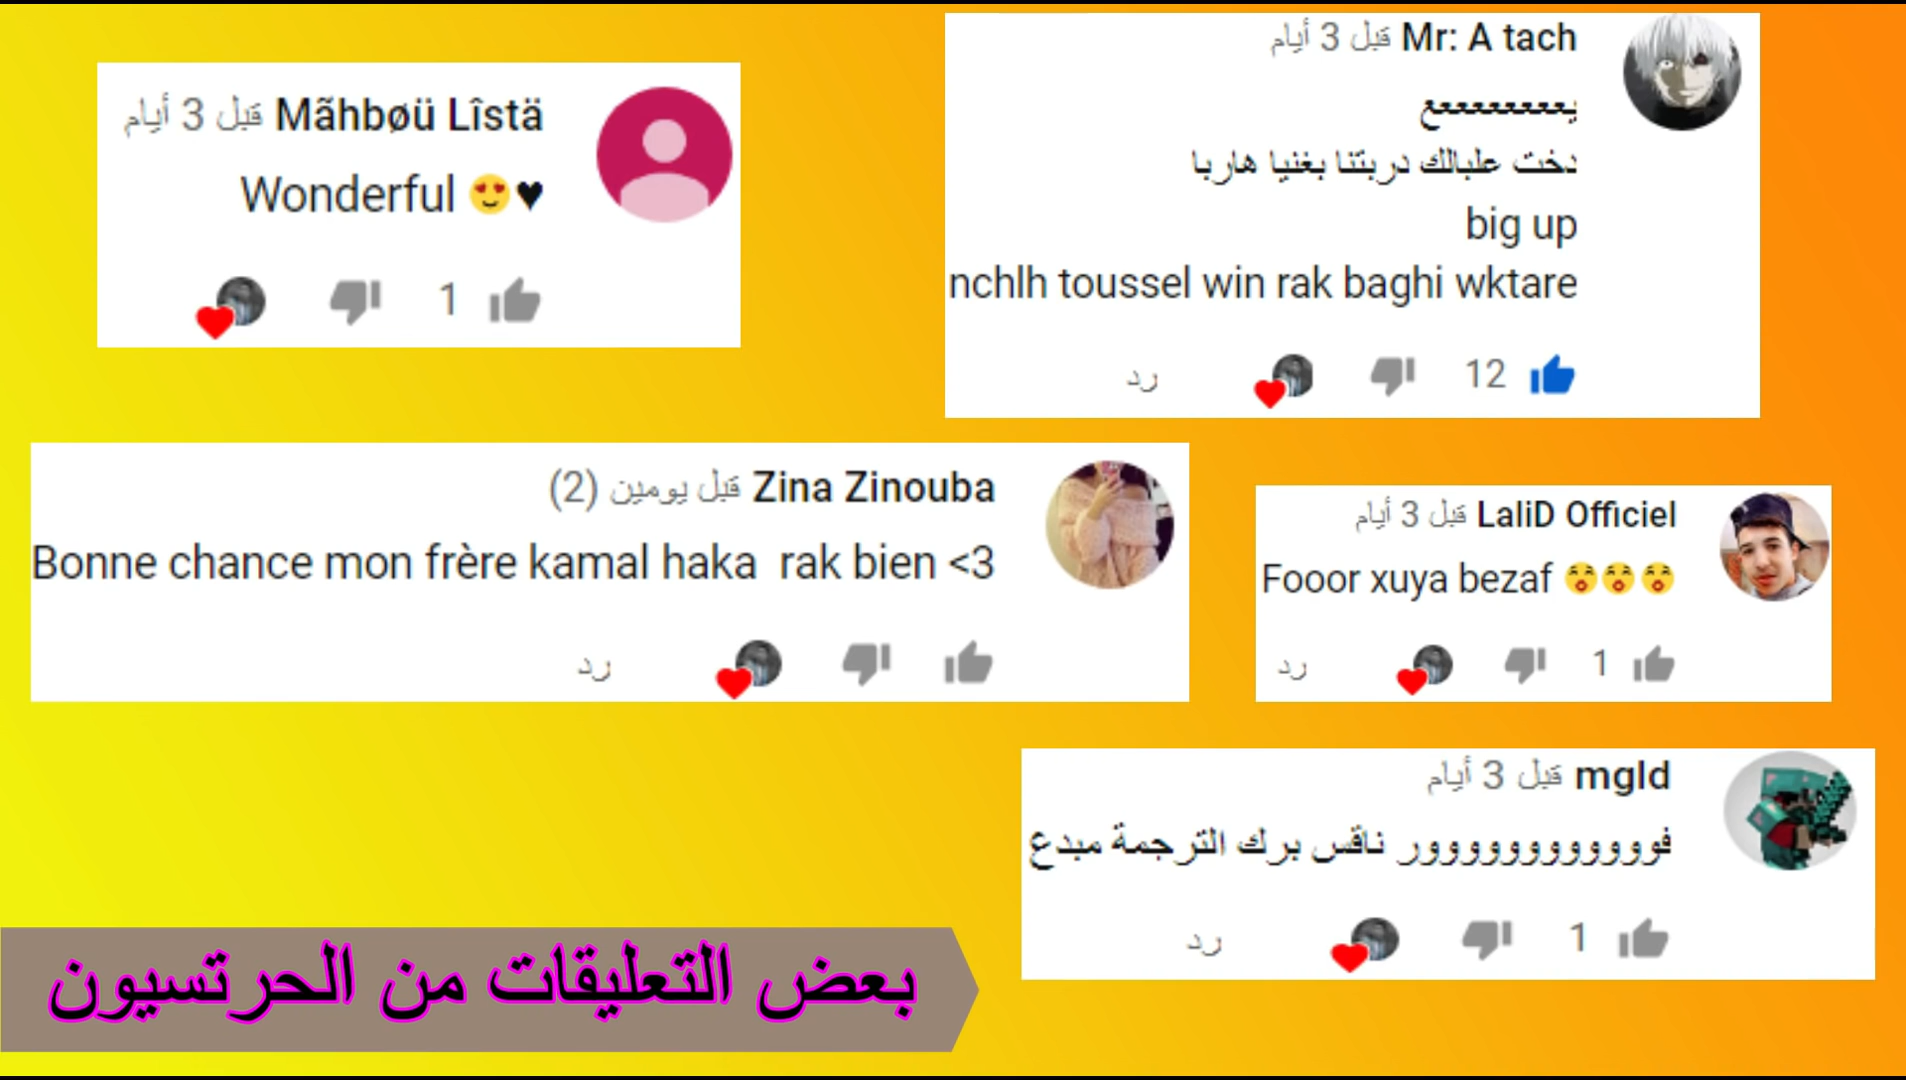 Mãhbøü Lîstä قبل 3 أيام
Wonderful 😍♥
1
Mr: A tach قبل 3 أيام
يععععععععع
دخت علبالك دربتنا بغنيا هاربا
big up
nchlh toussel win rak baghi wktare
12
رد
Zina Zinouba قبل يومين (2)
Bonne chance mon frère kamal haka rak bien <3
رد
LaliD Officiel قبل 3 أيام
Fooor xuya bezaf 😲😲😲
1
رد
mgld قبل 3 أيام
فوووووووووووور ناقس برك الترجمة مبدع
1
رد
بعض التعليقات من الحرتسيون